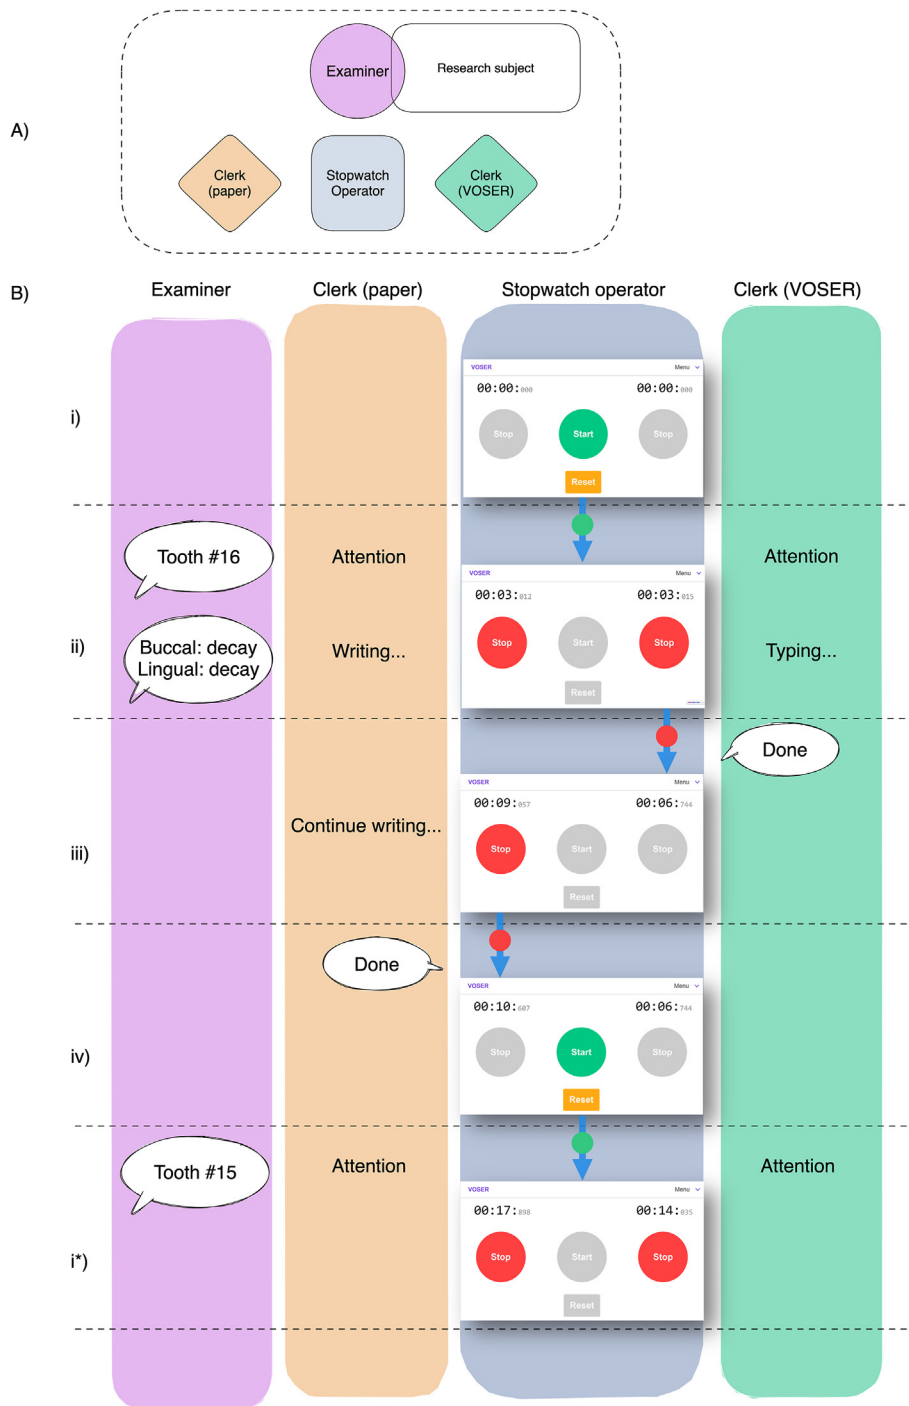 A)
Examiner
Research subject
Clerk
(paper)
Stopwatch
Operator
Clerk
(VOSER)
B)
Examiner
Clerk (paper)
Stopwatch operator
Clerk (VOSER)
i)
VOSER
Menu
00:00:000
00:00:000
Stop
Start
Stop
Reset
Tooth #16
Attention
Attention
VOSER
Menu
00:03:012
00:03:015
ii)
Buccal: decay
Lingual: decay
Writing...
Stop
Start
Stop
Typing...
Reset
Done
VOSER
Menu
00:09:057
00:06:744
iii)
Continue writing...
Stop
Start
Stop
Reset
Done
VOSER
Menu
00:10:607
00:06:744
iv)
Stop
Start
Stop
Reset
Tooth #15
Attention
Attention
VOSER
Menu
00:17:898
00:14:035
i*)
Stop
Start
Stop
Reset